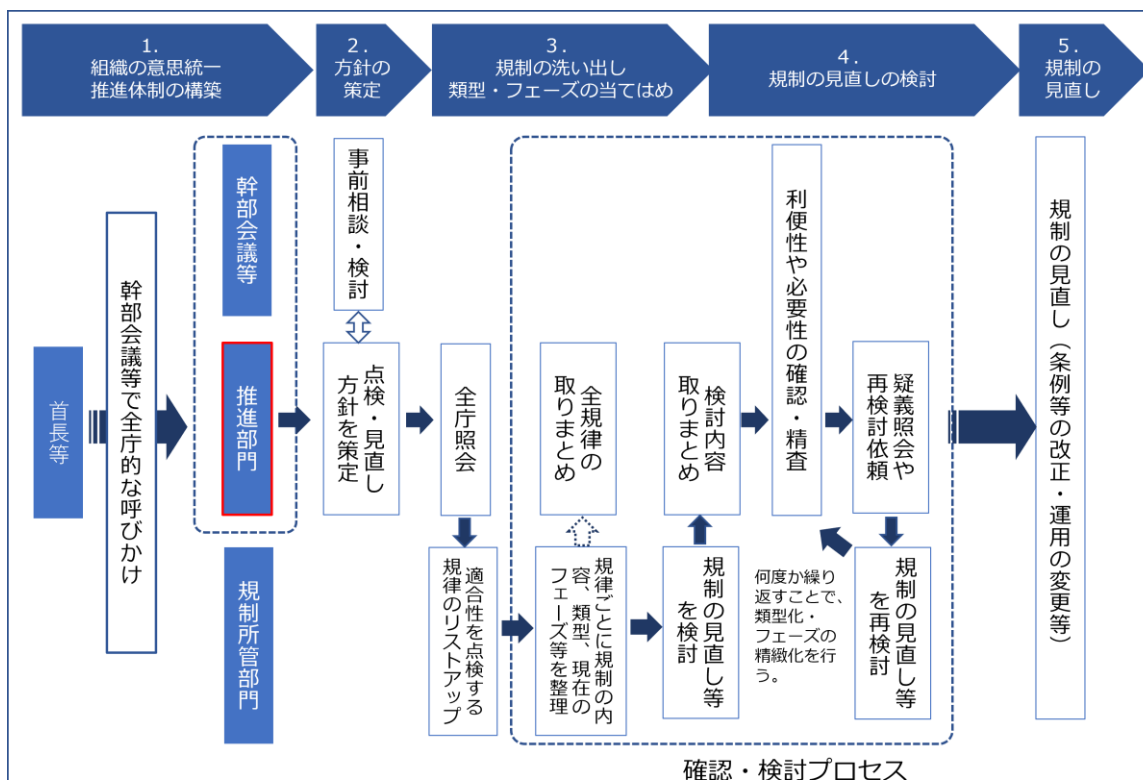 1．
組織の意思統一
推進体制の構築
2．
方針の
策定
3．
規制の洗い出し
類型・フェーズの当てはめ
4．
規制の見直しの検討
5．
規制の
見直し
首長等
幹部会議等で全庁的な呼びかけ
幹部会議等
推進部門
規制所管部門
事前相談・検討
点検・見直し
方針を策定
全庁照会
適合性を点検する
規律のリストアップ
全規律の
取りまとめ
規律ごとに規制の内
容、類型、現在の
フェーズ等を整理
検討内容
取りまとめ
規制の見直し等
を検討
利便性や必要性の確認・精査
疑義照会や
再検討依頼
何度か繰り
返すことで、
類型化・
フェーズの
精緻化を行
う。
規制の見直し等
を再検討
規制の見直し（条例等の改正・運用の変更等）
確認・検討プロセス